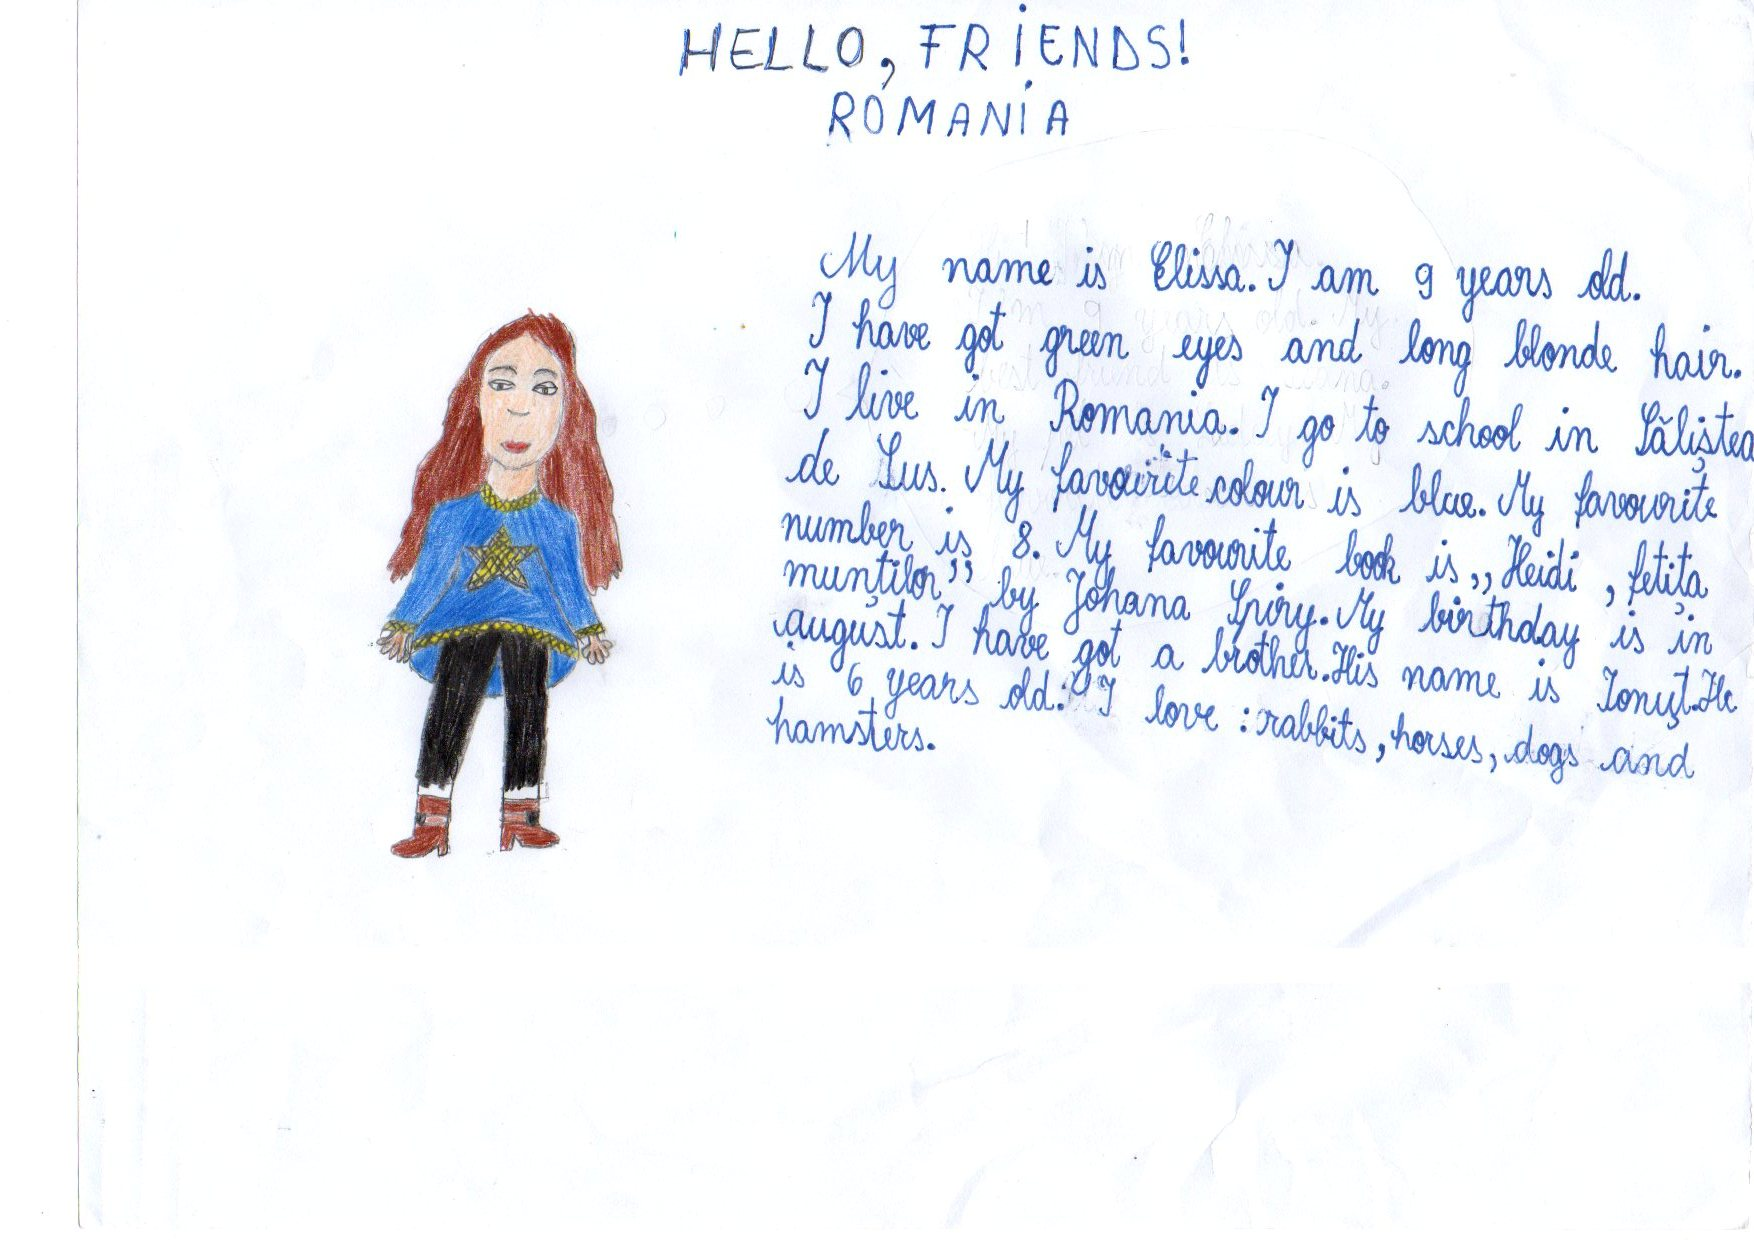 HELLO, FRIENDS!
ROMANIA
My name is Elissa. I am 9 years old.
I have got green eyes and long blonde hair.
I live in Romania. I go to school in Săliștea
de Sus. My favourite colour is blue. My favourite
number is 8. My favourite book is ,,Heidi , fetița
munților’’ by Johana Spiry. My birthday is in
august. I have got a brother. His name is Ionuț. He
is 6 years old. I love : rabbits, horses, dogs and
hamsters.